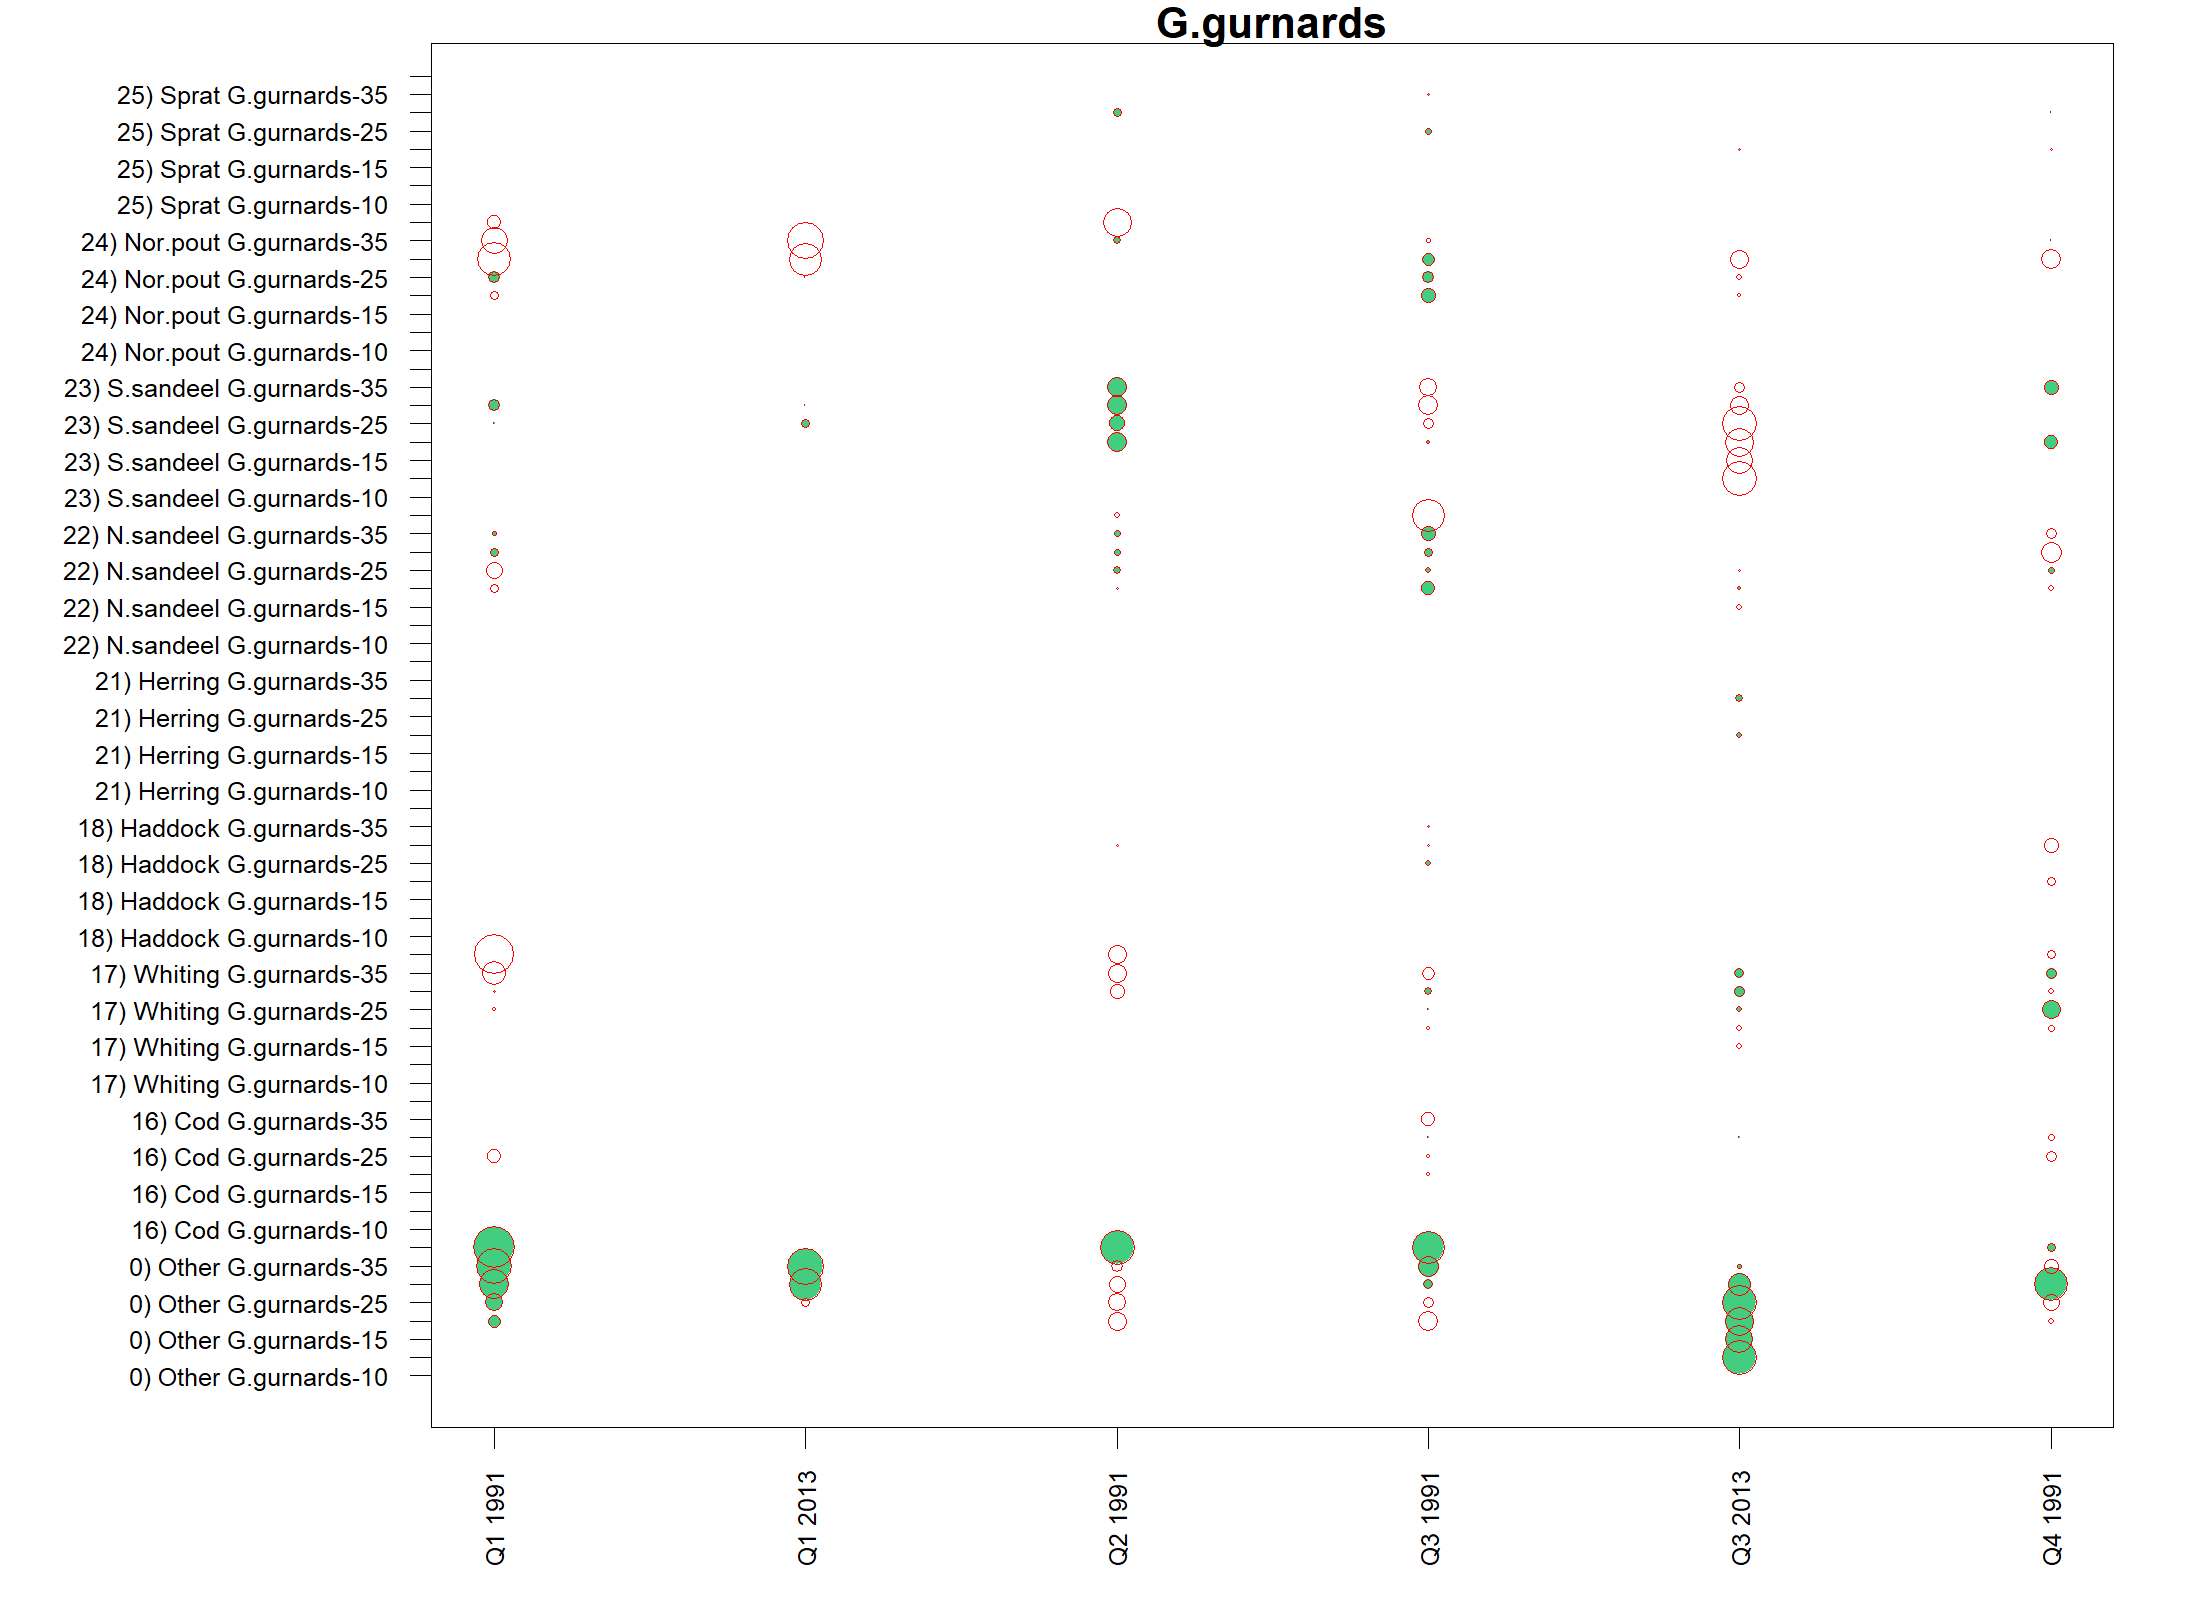 G.gurnards
25) Sprat G.gurnards-35
25) Sprat G.gurnards-25
25) Sprat G.gurnards-15
25) Sprat G.gurnards-10
24) Nor.pout G.gurnards-35
24) Nor.pout G.gurnards-25
24) Nor.pout G.gurnards-15
24) Nor.pout G.gurnards-10
23) S.sandeel G.gurnards-35
23) S.sandeel G.gurnards-25
23) S.sandeel G.gurnards-15
23) S.sandeel G.gurnards-10
22) N.sandeel G.gurnards-35
22) N.sandeel G.gurnards-25
22) N.sandeel G.gurnards-15
22) N.sandeel G.gurnards-10
21) Herring G.gurnards-35
21) Herring G.gurnards-25
21) Herring G.gurnards-15
21) Herring G.gurnards-10
18) Haddock G.gurnards-35
18) Haddock G.gurnards-25
18) Haddock G.gurnards-15
18) Haddock G.gurnards-10
17) Whiting G.gurnards-35
17) Whiting G.gurnards-25
17) Whiting G.gurnards-15
17) Whiting G.gurnards-10
16) Cod G.gurnards-35
16) Cod G.gurnards-25
16) Cod G.gurnards-15
16) Cod G.gurnards-10
0) Other G.gurnards-35
0) Other G.gurnards-25
0) Other G.gurnards-15
0) Other G.gurnards-10
Q1 1991
Q1 2013
Q2 1991
Q3 1991
Q3 2013
Q4 1991